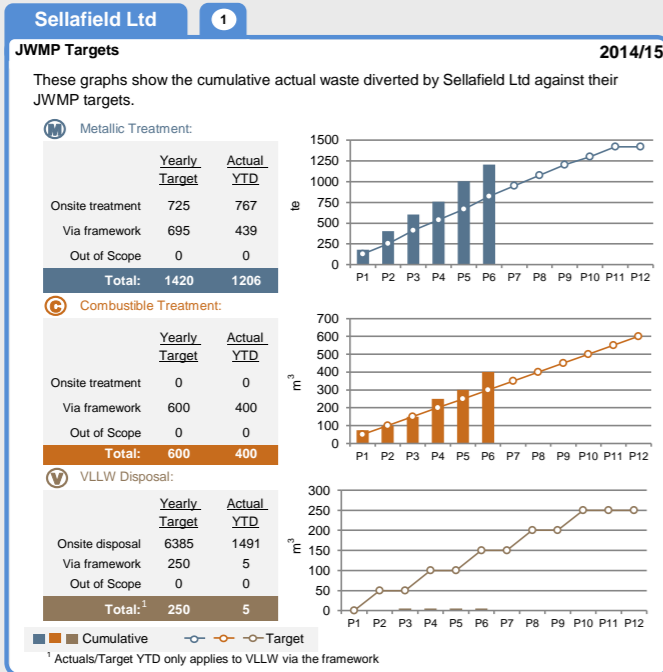 Sellafield Ltd 1
JWMP Targets 2014/15
These graphs show the cumulative actual waste diverted by Sellafield Ltd against their
JWMP targets.
M Metallic Treatment:
Yearly Target Actual YTD
Onsite treatment 725 767
Via framework 695 439
Out of Scope 0 0
Total: 1420 1206
1500
1250
1000
750
500
250
0
te
P1 P2 P3 P4 P5 P6 P7 P8 P9 P10 P11 P12
C Combustible Treatment:
Yearly Target Actual YTD
Onsite treatment 0 0
Via framework 600 400
Out of Scope 0 0
Total: 600 400
700
600
500
400
300
200
100
0
m³
P1 P2 P3 P4 P5 P6 P7 P8 P9 P10 P11 P12
V VLLW Disposal:
Yearly Target Actual YTD
Onsite disposal 6385 1491
Via framework 250 5
Out of Scope 0 0
Total:¹ 250 5
300
250
200
150
100
50
0
m³
P1 P2 P3 P4 P5 P6 P7 P8 P9 P10 P11 P12
Cumulative Target
¹ Actuals/Target YTD only applies to VLLW via the framework